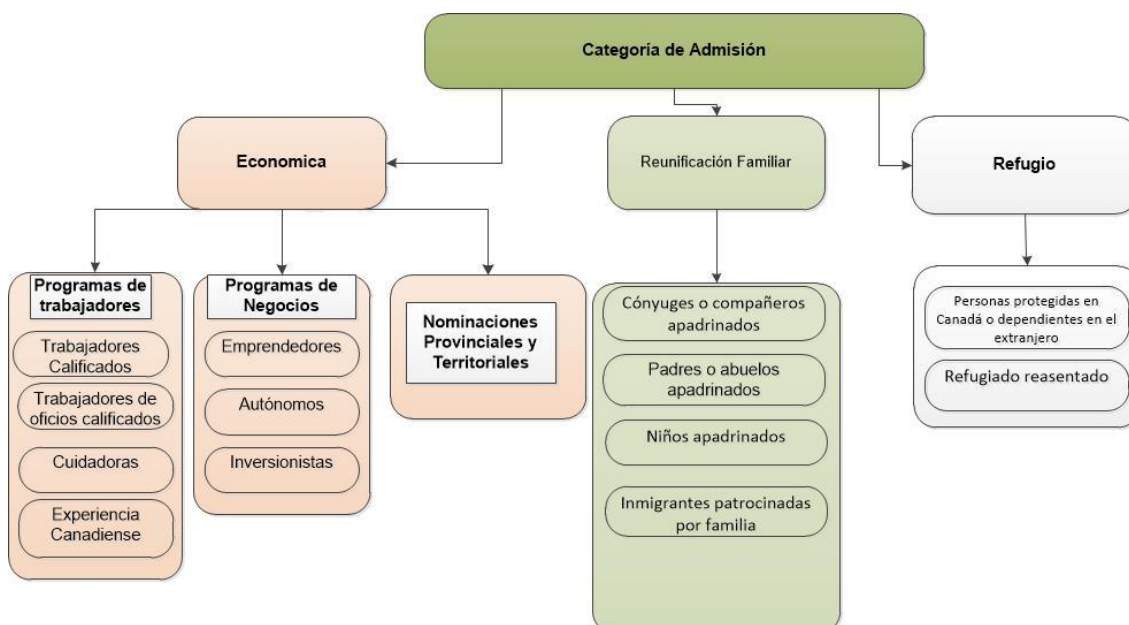 Categoría de Admisión
Economica
Reunificación Familiar
Refugio
Programas de
trabajadores
Trabajadores
Calificados
Trabajadores de
oficios calificados
Cuidadoras
Experiencia
Canadiense
Programas de
Negocios
Emprendedores
Autónomos
Inversionistas
Nominaciones
Provinciales y
Territoriales
Cónyuges o compañeros
apadrinados
Padres o abuelos
apadrinados
Niños apadrinados
Inmigrantes patrocinadas
por familia
Personas protegidas en
Canadá o dependientes en el
extranjero
Refugiado reasentado